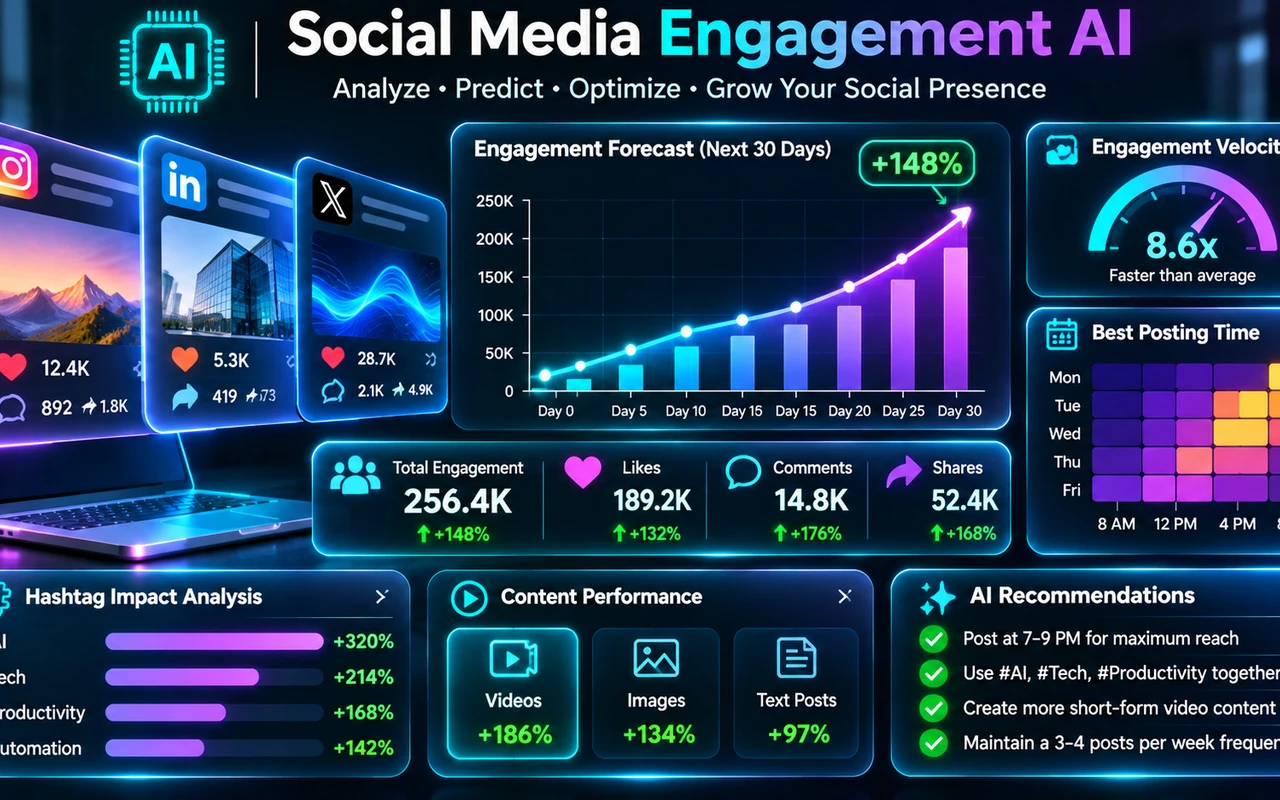 AI
Social Media Engagement AI
Analyze • Predict • Optimize • Grow Your Social Presence
in
X
12.4K
892 1.8K
5.3K
419
28.7K
2.1K 4.9K
Engagement Forecast (Next 30 Days)
+148%
250K
200K
150K
100K
50K
0
Day 0 Day 5 Day 10 Day 15 Day 15 Day 20 Day 25 Day 30
Engagement Velocit
8.6x
Faster than average
Best Posting Time
Mon
Tue
Wed
Thu
Fri
8 AM 12 PM 4 PM 8
Total Engagement
256.4K
+148%
Likes
189.2K
+132%
Comments
14.8K
+176%
Shares
52.4K
+168%
Hashtag Impact Analysis
AI +320%
ech +214%
roductivity +168%
utomation +142%
Content Performance
Videos
+186%
Images
+134%
Text Posts
+97%
AI Recommendations
Post at 7–9 PM for maximum reach
Use #AI, #Tech, #Productivity together
Create more short-form video content
Maintain a 3–4 posts per week frequen